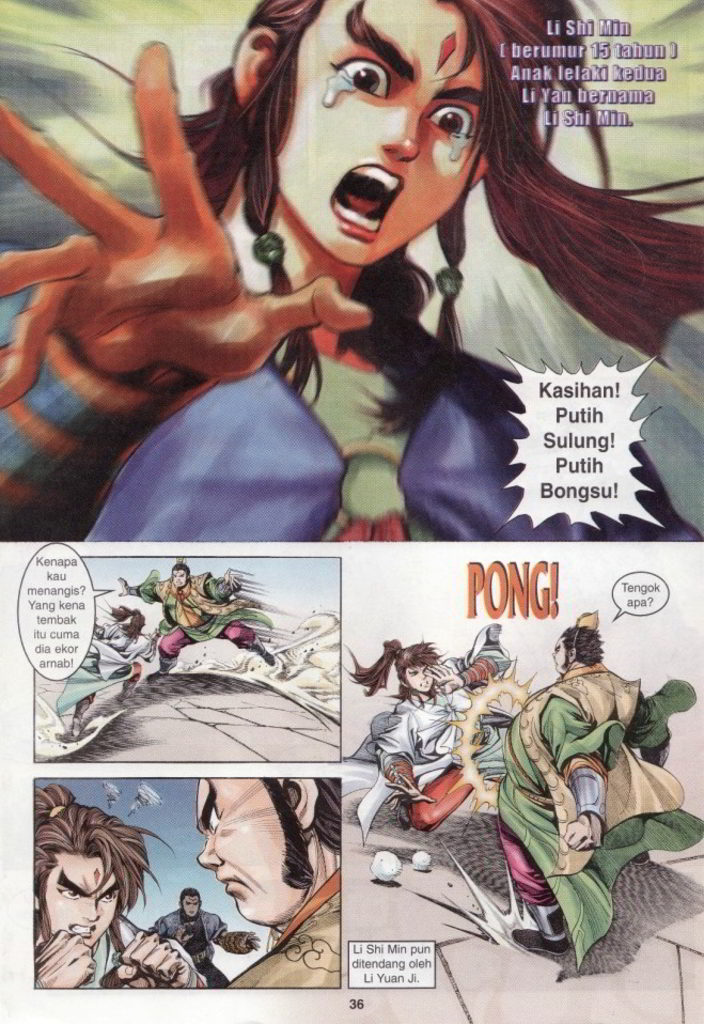 Li Shi Min
( berumur 15 tahun )
Anak lelaki kedua
Li Yan bernama
Li Shi Min.
Kasihan!
Putih
Sulung!
Putih
Bongsu!
Kenapa
kau
menangis?
Yang kena
tembak
itu cuma
dia ekor
arnab!
PONG!
Tengok
apa?
Li Shi Min pun
ditendang oleh
Li Yuan Ji.
36